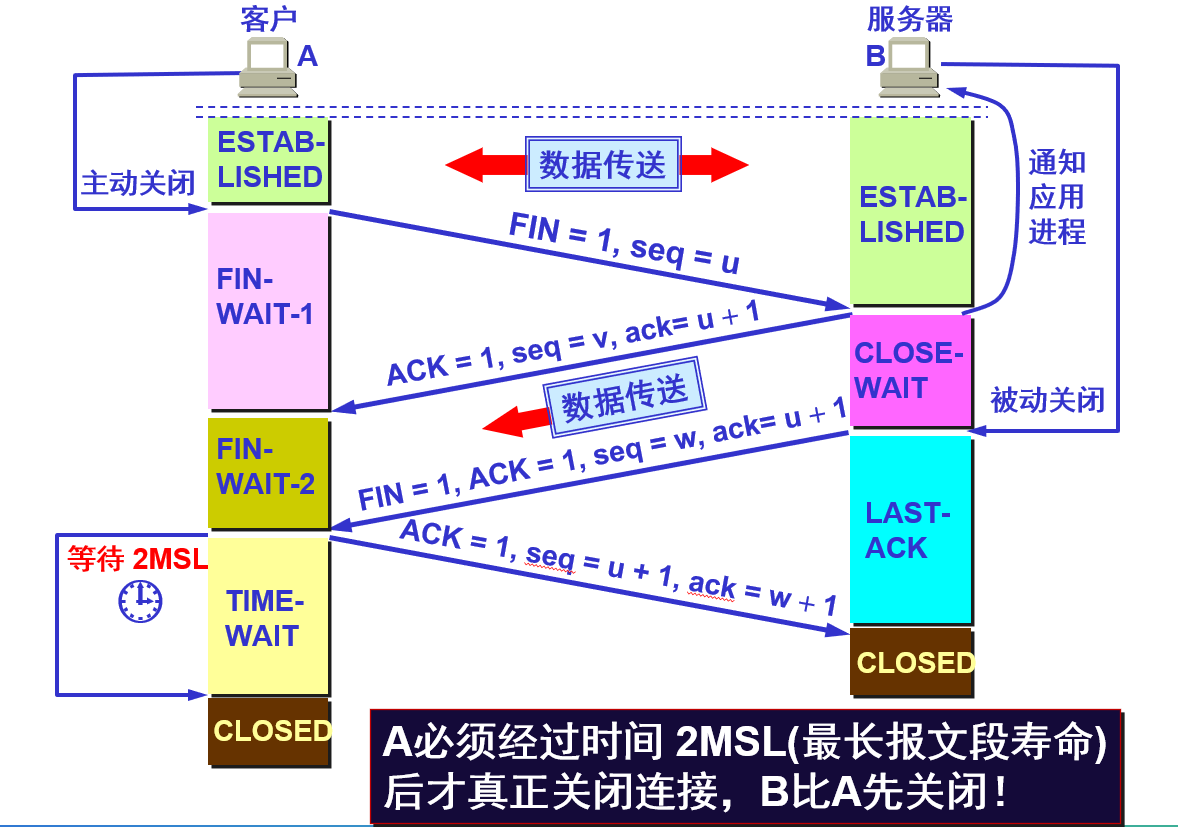 客户
A
服务器
B
ESTAB-
LISHED
主动关闭
数据传送
ESTAB-
LISHED
通知
应用
进程
FIN = 1, seq = u
FIN-
WAIT-1
ACK = 1, seq = v, ack= u + 1
CLOSE-
WAIT
数据传送
被动关闭
FIN = 1, ACK = 1, seq = w, ack= u + 1
FIN-
WAIT-2
ACK = 1, seq = u + 1, ack = w + 1
LAST-
ACK
等待 2MSL
TIME-
WAIT
CLOSED
CLOSED
A必须经过时间 2MSL(最长报文段寿命)
后才真正关闭连接，B比A先关闭！